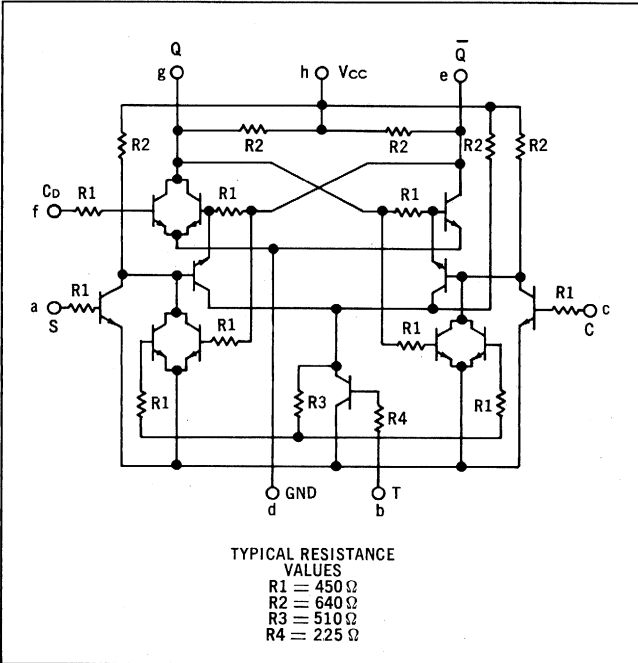 Q Q̅
g h Vcc e
R2 R2 R2 R2 R2
CD R1 R1 R1
f
a R1 R1 c
S R1 R1 C
R1 R3 R4 R1
GND T
d b
TYPICAL RESISTANCE
VALUES
R1 = 450 Ω
R2 = 640 Ω
R3 = 510 Ω
R4 = 225 Ω